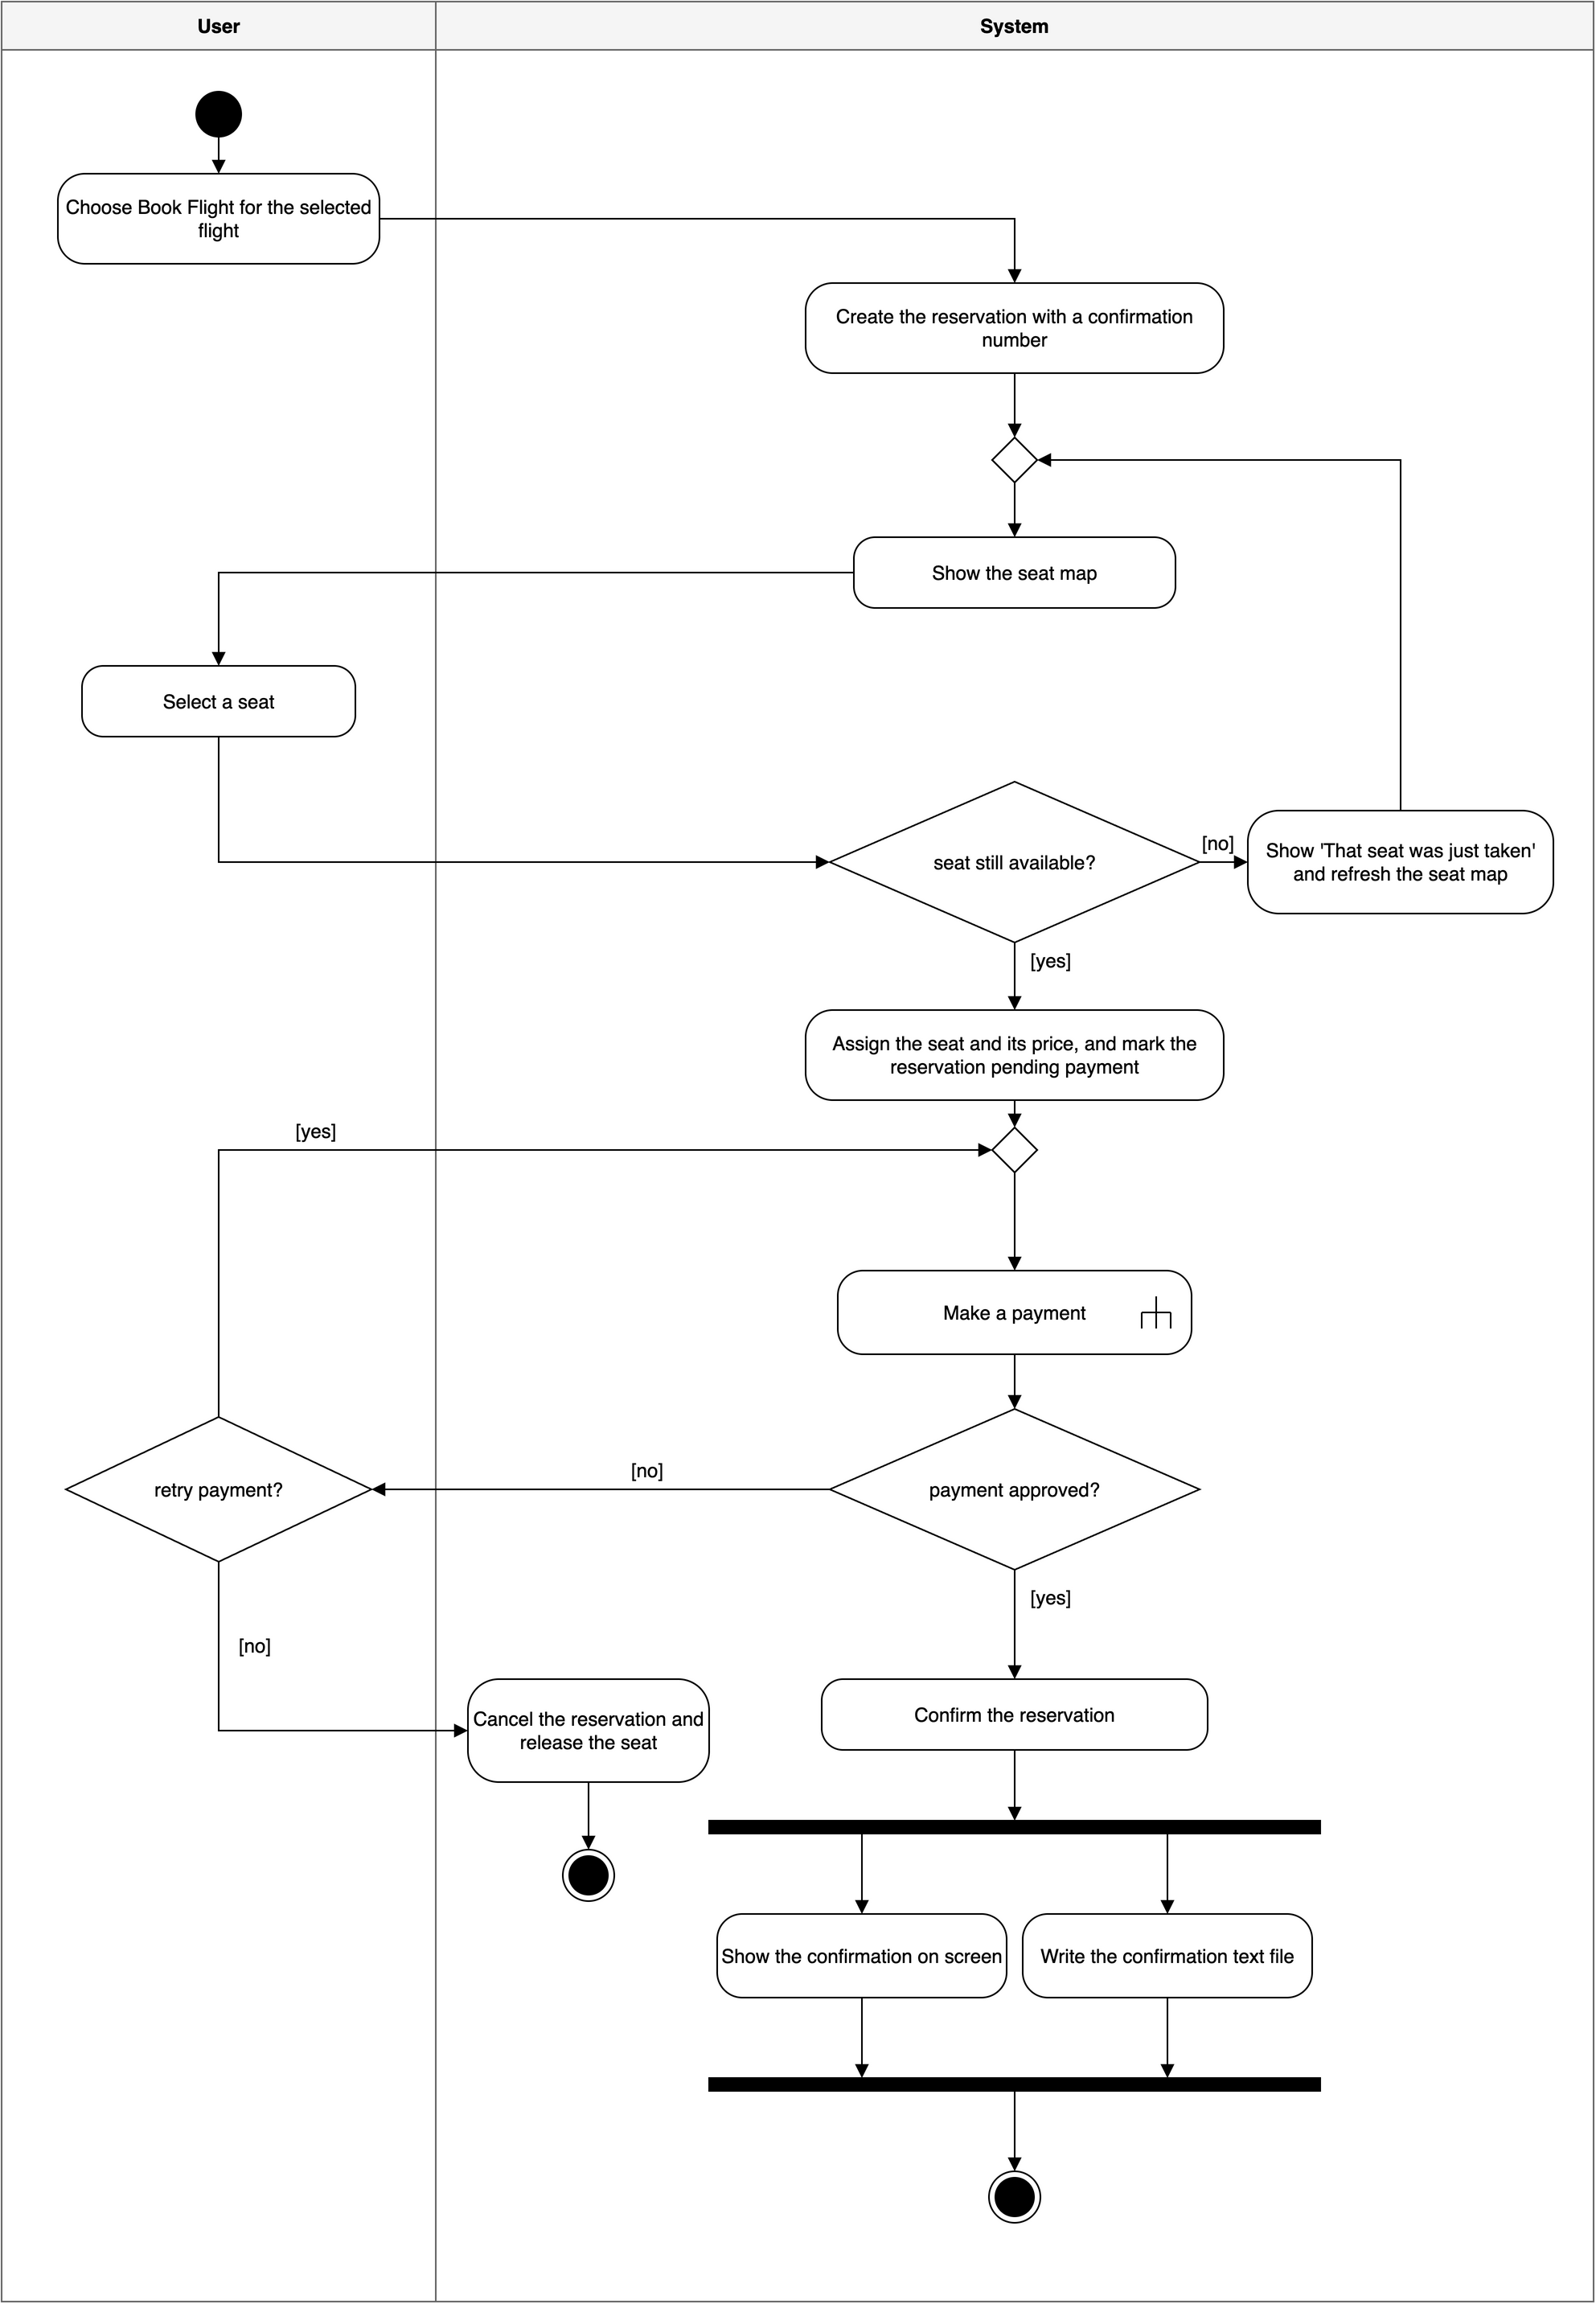 User
System
Choose Book Flight for the selected
flight
Create the reservation with a confirmation
number
Show the seat map
Select a seat
seat still available?
[no]
Show 'That seat was just taken'
and refresh the seat map
[yes]
Assign the seat and its price, and mark the
reservation pending payment
[yes]
Make a payment
retry payment?
[no]
payment approved?
[yes]
[no]
Cancel the reservation and
release the seat
Confirm the reservation
Show the confirmation on screen
Write the confirmation text file